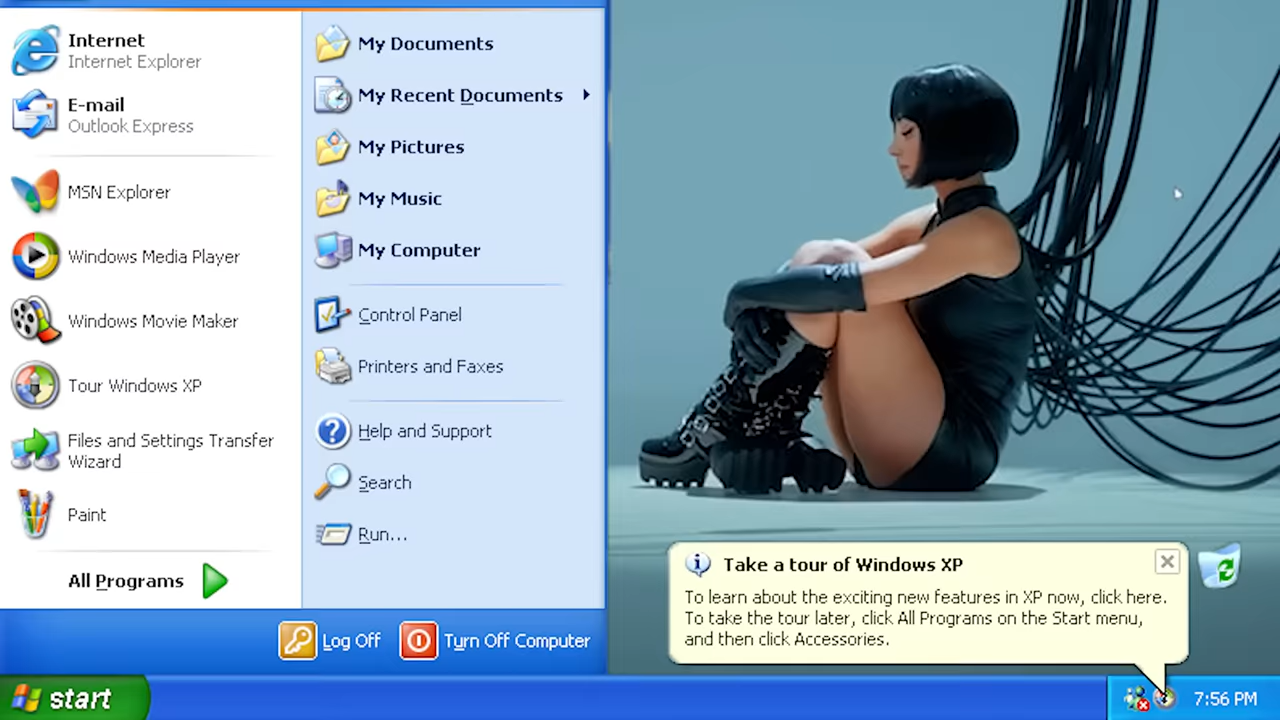 Internet
Internet Explorer
E-mail
Outlook Express
MSN Explorer
Windows Media Player
Windows Movie Maker
Tour Windows XP
Files and Settings Transfer
Wizard
Paint
All Programs
My Documents
My Recent Documents
My Pictures
My Music
My Computer
Control Panel
Printers and Faxes
Help and Support
Search
Run...
Log Off
Turn Off Computer
Take a tour of Windows XP
To learn about the exciting new features in XP now, click here.
To take the tour later, click All Programs on the Start menu,
and then click Accessories.
start
7:56 PM